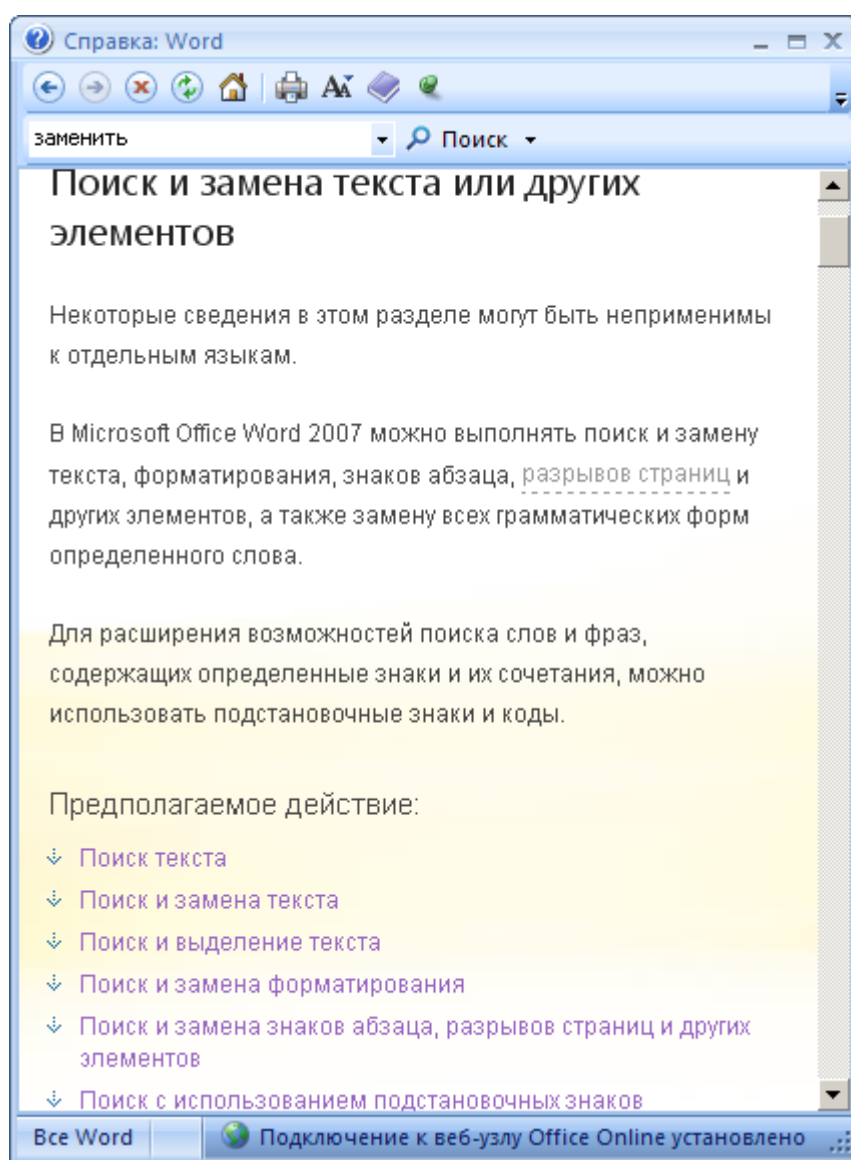 Справка: Word
заменить
Поиск
Поиск и замена текста или других
элементов
Некоторые сведения в этом разделе могут быть неприменимы
к отдельным языкам.
В Microsoft Office Word 2007 можно выполнять поиск и замену
текста, форматирования, знаков абзаца, разрывов страниц и
других элементов, а также замену всех грамматических форм
определенного слова.
Для расширения возможностей поиска слов и фраз,
содержащих определенные знаки и их сочетания, можно
использовать подстановочные знаки и коды.
Предполагаемое действие:
Поиск текста
Поиск и замена текста
Поиск и выделение текста
Поиск и замена форматирования
Поиск и замена знаков абзаца, разрывов страниц и других
элементов
Поиск с использованием подстановочных знаков
Все Word
Подключение к веб-узлу Office Online установлено